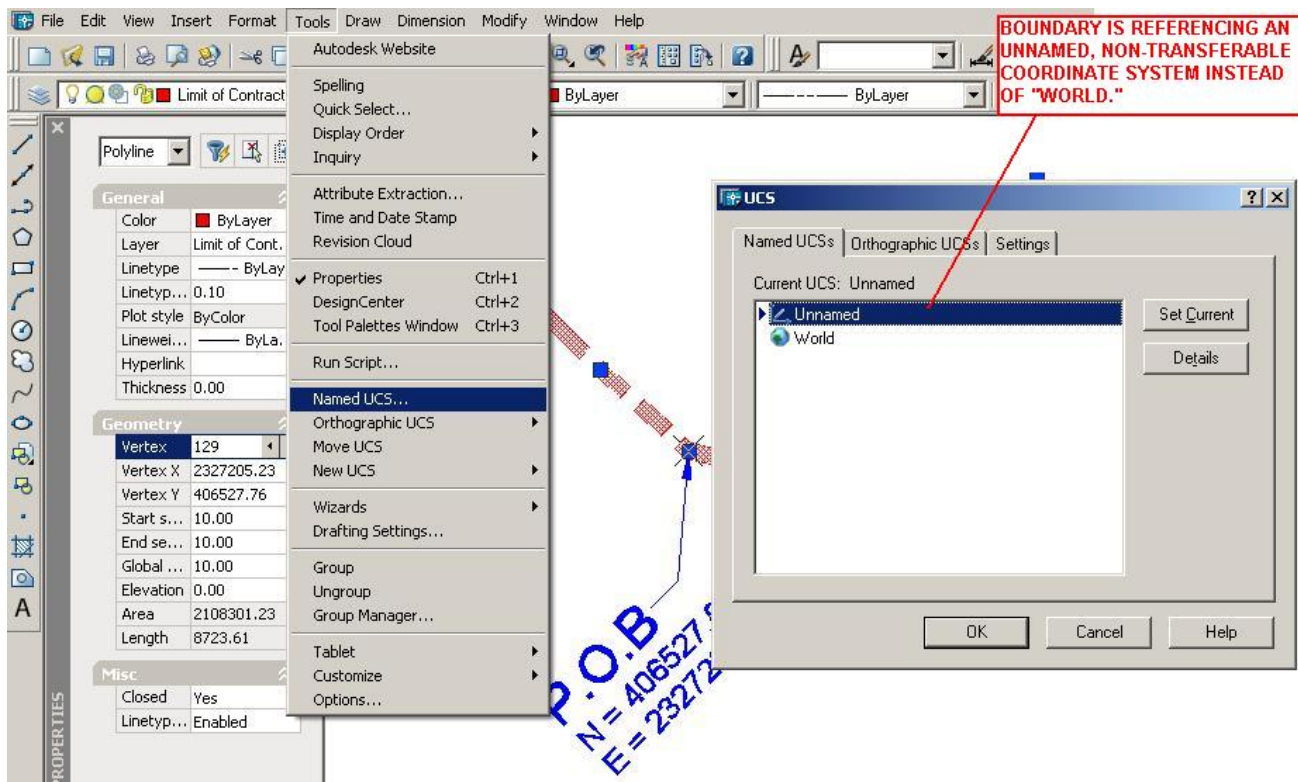 File Edit View Insert Format Tools Draw Dimension Modify Window Help
BOUNDARY IS REFERENCING AN
UNNAMED, NON-TRANSFERABLE
COORDINATE SYSTEM INSTEAD
OF "WORLD."
Limit of Contract
ByLayer
ByLayer
Polyline
General
Color ByLayer
Layer Limit of Cont.
Linetype ByLay
Linetyp... 0.10
Plot style ByColor
Linewei... ByLa.
Hyperlink
Thickness 0.00
Geometry
Vertex 129
Vertex X 2327205.23
Vertex Y 406527.76
Start s... 10.00
End se... 10.00
Global ... 10.00
Elevation 0.00
Area 2108301.23
Length 8723.61
Misc
Closed Yes
Linetyp... Enabled
PROPERTIES
A
Autodesk Website
Spelling
Quick Select...
Display Order
Inquiry
Attribute Extraction...
Time and Date Stamp
Revision Cloud
Properties Ctrl+1
DesignCenter Ctrl+2
Tool Palettes Window Ctrl+3
Run Script...
Named UCS...
Orthographic UCS
Move UCS
New UCS
Wizards
Drafting Settings...
Group
Ungroup
Group Manager...
Tablet
Customize
Options...
P.O.B
N = 406527.
E = 23272
UCS
Named UCSs Orthographic UCSs Settings
Current UCS: Unnamed
Unnamed
World
Set Current
Details
OK Cancel Help